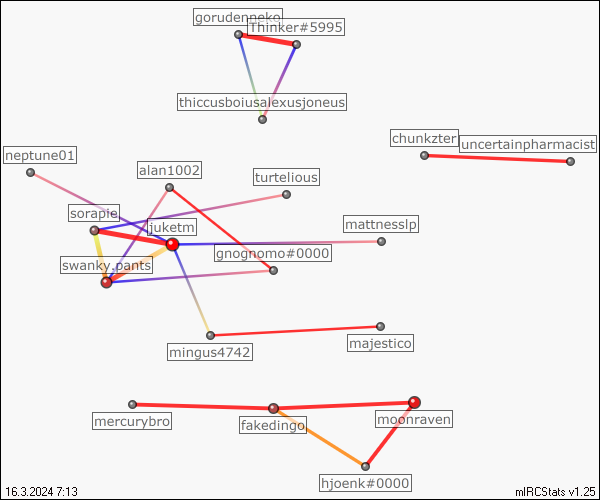 gorudenneko
Thinker#5995
thiccusboiusalexusjoneus
chunkzter
uncertainpharmacist
neptune01
alan1002
turtelious
sorapie
juketm
mattnesslp
gnognomo#0000
swanky.pants
mingus4742
majestico
mercurybro
fakedingo
moonraven
hjoenk#0000
16.3.2024 7:13
mIRCStats v1.25